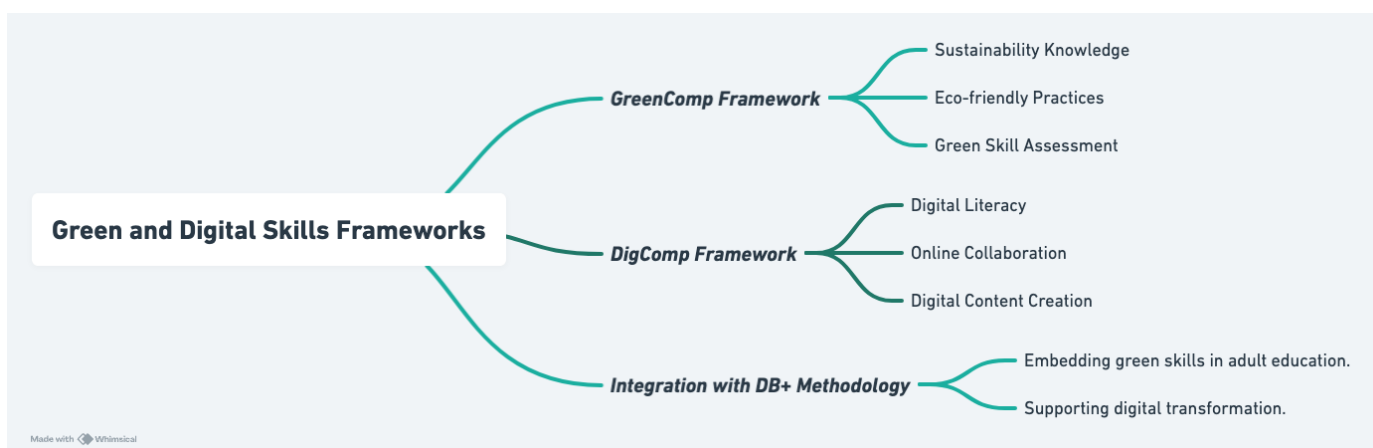 Green and Digital Skills Frameworks
GreenComp Framework
Sustainability Knowledge
Eco-friendly Practices
Green Skill Assessment
DigComp Framework
Digital Literacy
Online Collaboration
Digital Content Creation
Integration with DB+ Methodology
Embedding green skills in adult education.
Supporting digital transformation.
Made with Whimsical